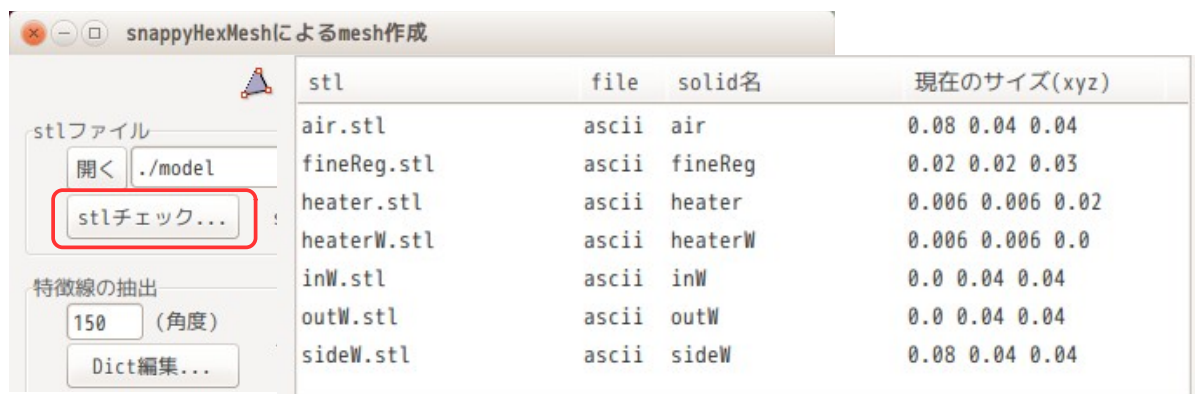 snappyHexMeshによるmesh作成
stlファイル
開く ./model
stlチェック...
特徴線の抽出
150 (角度)
Dict編集...
stl file solid名 現在のサイズ(xyz)
air.stl ascii air 0.08 0.04 0.04
fineReg.stl ascii fineReg 0.02 0.02 0.03
heater.stl ascii heater 0.006 0.006 0.02
heaterW.stl ascii heaterW 0.006 0.006 0.0
inW.stl ascii inW 0.0 0.04 0.04
outW.stl ascii outW 0.0 0.04 0.04
sideW.stl ascii sideW 0.08 0.04 0.04